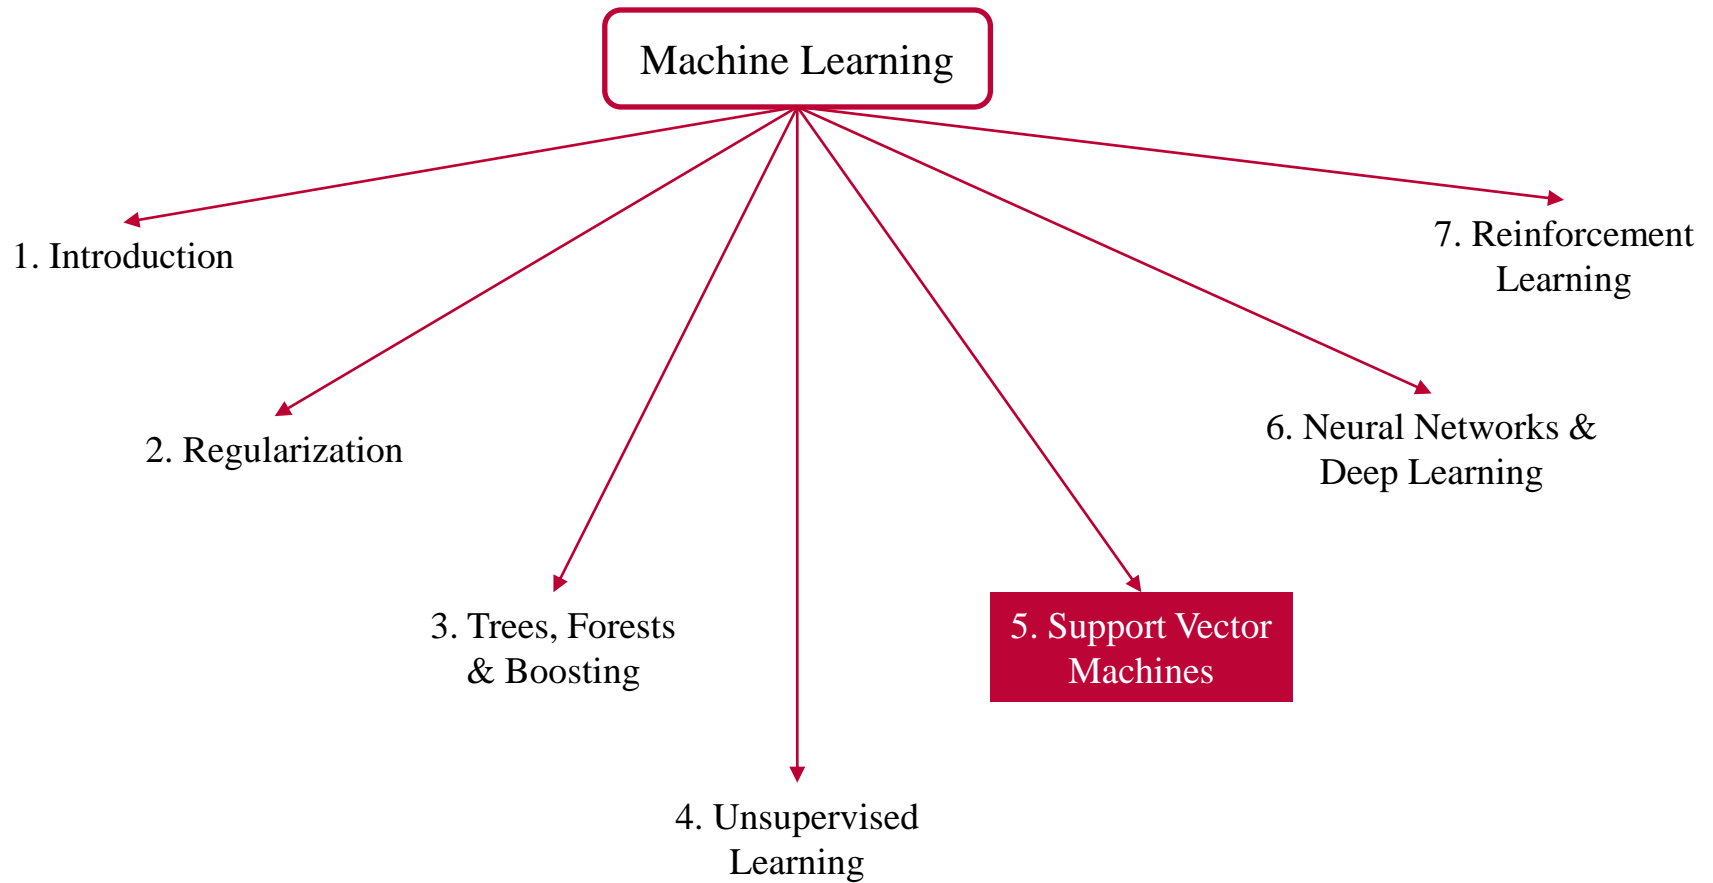 Machine Learning
1. Introduction
2. Regularization
3. Trees, Forests
& Boosting
4. Unsupervised
Learning
5. Support Vector
Machines
6. Neural Networks &
Deep Learning
7. Reinforcement
Learning